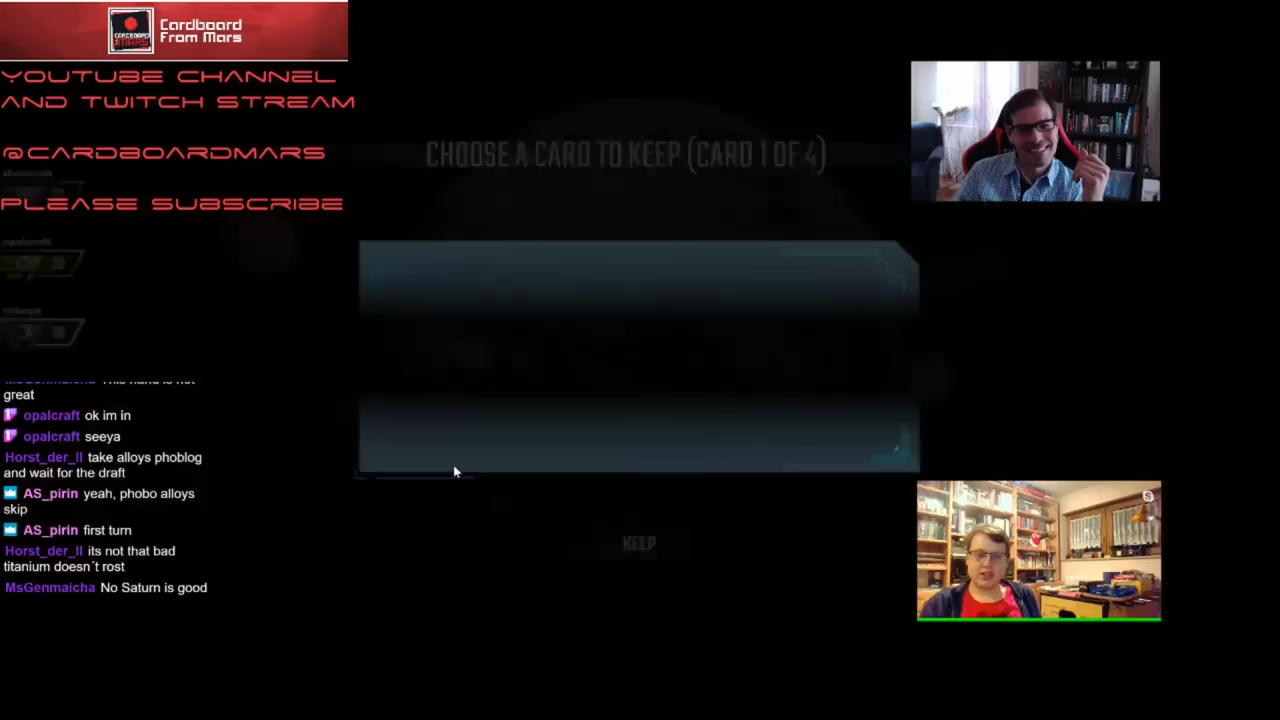 Cardboard
From Mars
YOUTUBE CHANNEL
AND TWITCH STREAM
@CARDBOARDMARS
PLEASE SUBSCRIBE
CHOOSE A CARD TO KEEP (CARD 1 OF 4)
opalcraft
great
opalcraft ok im in
opalcraft seeya
Horst_der_II take alloys phoblog
and wait for the draft
AS_pirin yeah, phobo alloys
skip
AS_pirin first turn
Horst_der_II its not that bad
titanium doesn´t rost
MsGenmaicha No Saturn is good
KEEP